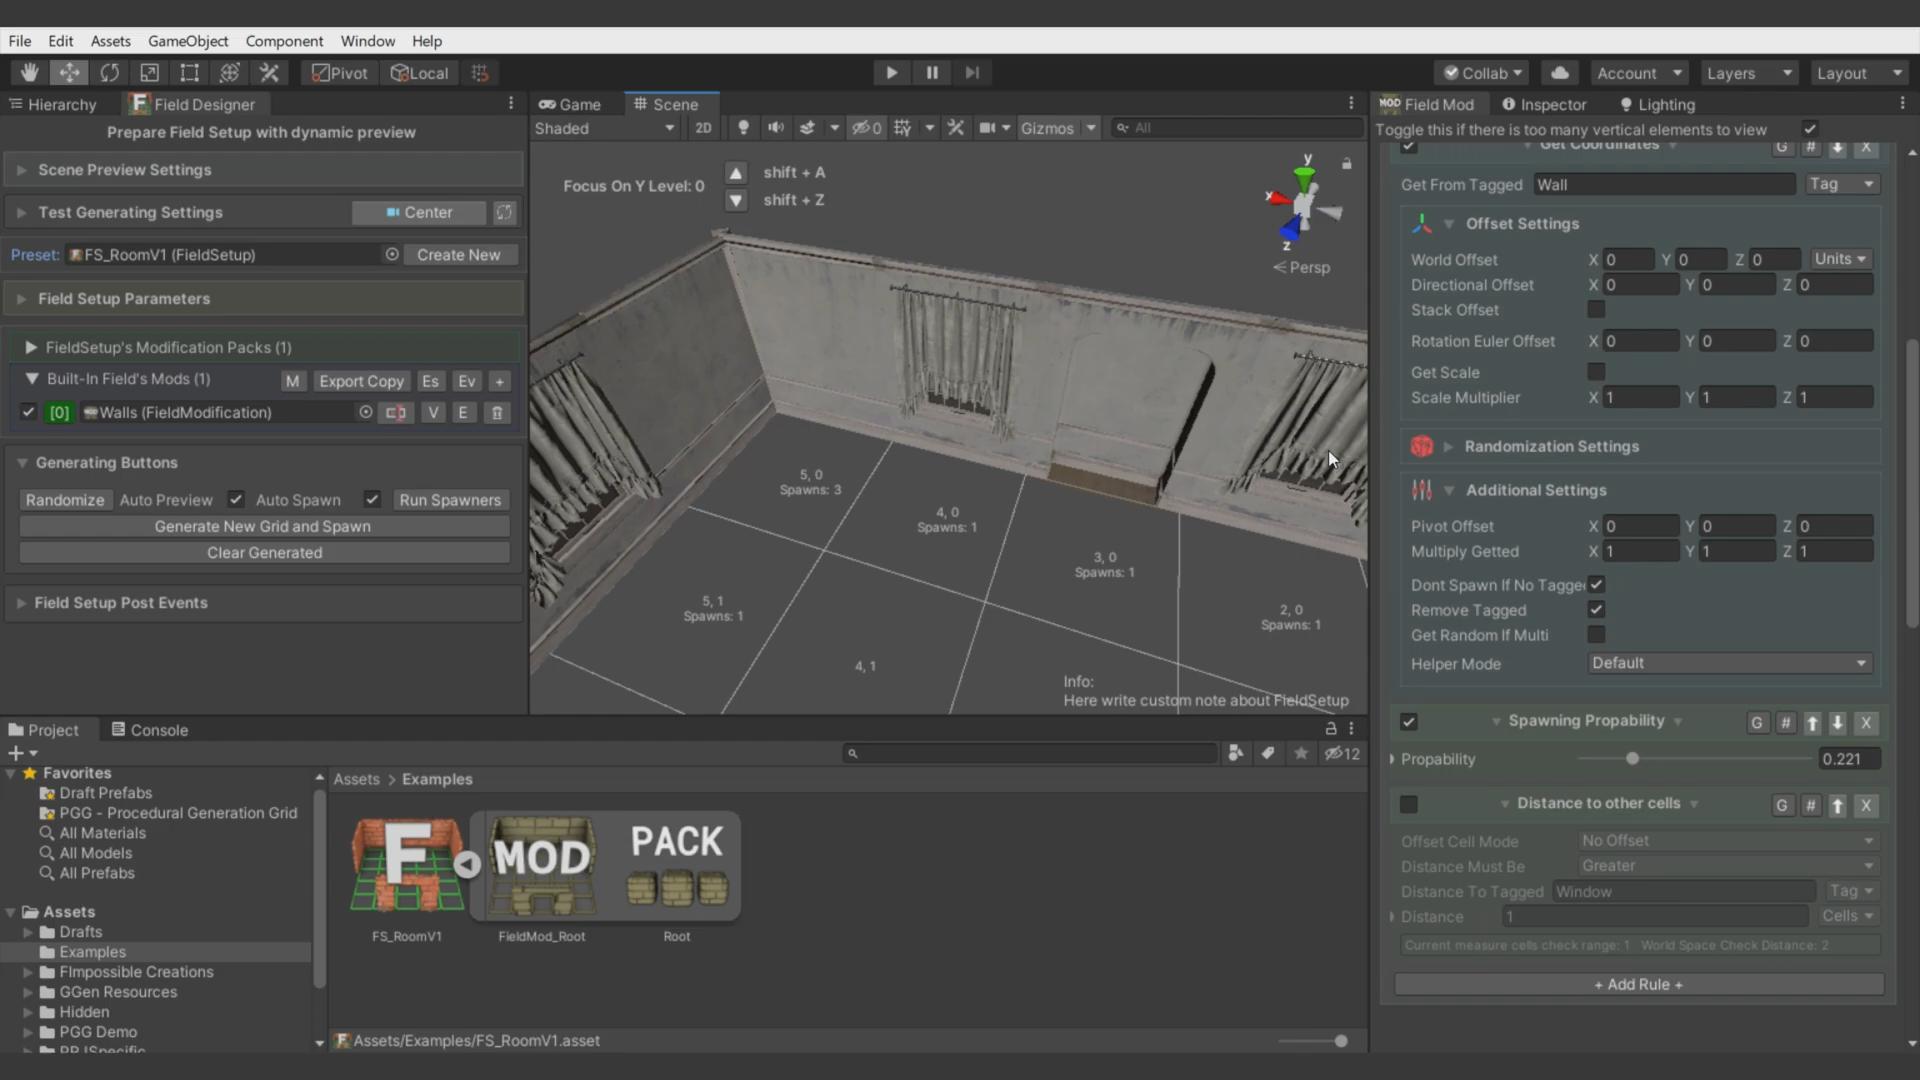 File Edit Assets GameObject Component Window Help
Pivot Local Collab Account Layers Layout
Hierarchy Field Designer
Prepare Field Setup with dynamic preview
Scene Preview Settings
Test Generating Settings Center
Preset: FS_RoomV1 (FieldSetup) Create New
Field Setup Parameters
FieldSetup's Modification Packs (1)
Built-In Field's Mods (1) M Export Copy Es Ev +
[0] Walls (FieldModification) V E
Generating Buttons
Randomize Auto Preview Auto Spawn Run Spawners
Generate New Grid and Spawn
Clear Generated
Field Setup Post Events
Game Scene
Shaded 2D 0 Gizmos All
Focus On Y Level: 0
shift + A
shift + Z
y
x
z
Persp
5, 0
Spawns: 3
4, 0
Spawns: 1
3, 0
Spawns: 1
5, 1
Spawns: 1
2, 0
Spawns: 1
4, 1
Info:
Here write custom note about FieldSetup
MOD Field Mod Inspector Lighting
Toggle this if there is too many vertical elements to view
Get Coordinates G # X
Get From Tagged Wall Tag
Offset Settings
World Offset X 0 Y 0 Z 0 Units
Directional Offset X 0 Y 0 Z 0
Stack Offset
Rotation Euler Offset X 0 Y 0 Z 0
Get Scale
Scale Multiplier X 1 Y 1 Z 1
Randomization Settings
Additional Settings
Pivot Offset X 0 Y 0 Z 0
Multiply Getted X 1 Y 1 Z 1
Dont Spawn If No Tagge
Remove Tagged
Get Random If Multi
Helper Mode Default
Spawning Propability G # X
Propability 0.221
Distance to other cells G # X
Offset Cell Mode No Offset
Distance Must Be Greater
Distance To Tagged Window Tag
Distance 1 Cells
Current measure cells check range: 1 World Space Check Distance: 2
+ Add Rule +
Project Console
12
Favorites
Draft Prefabs
PGG - Procedural Generation Grid
All Materials
All Models
All Prefabs
Assets
Drafts
Examples
FImpossible Creations
GGen Resources
Hidden
PGG Demo
Assets > Examples
F MOD PACK
FS_RoomV1 FieldMod_Root Root
Assets/Examples/FS_RoomV1.asset